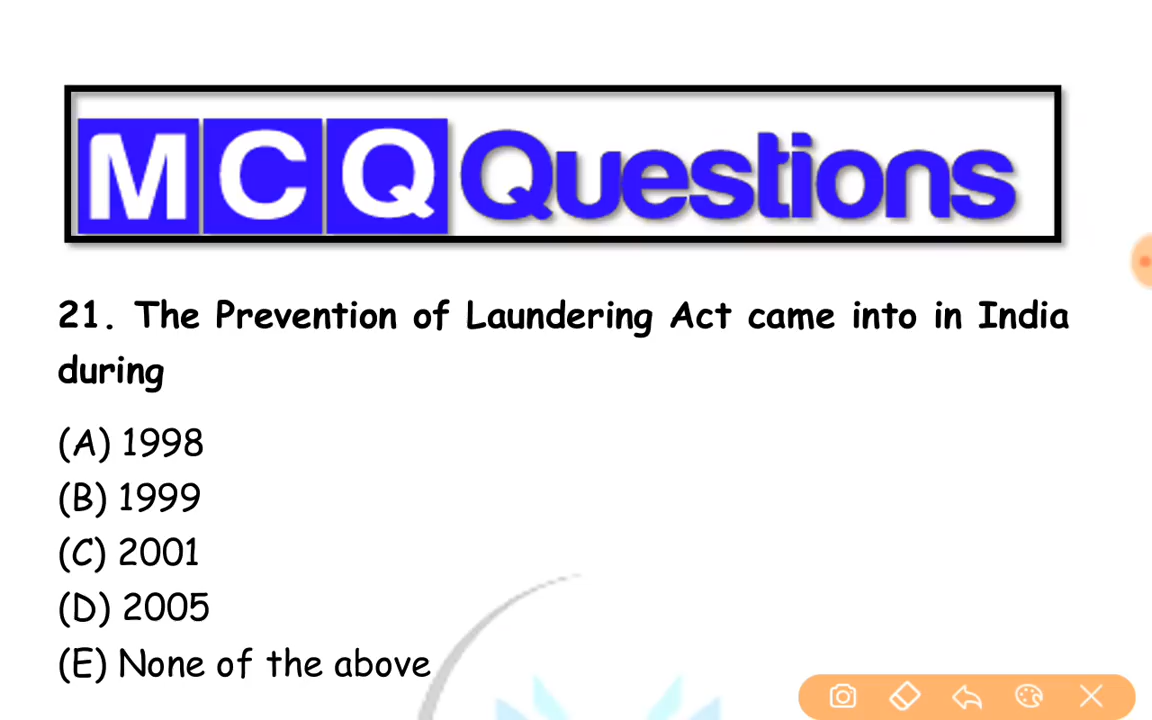 MCQ Questions
21. The Prevention of Laundering Act came into in India
during
(A) 1998
(B) 1999
(C) 2001
(D) 2005
(E) None of the above